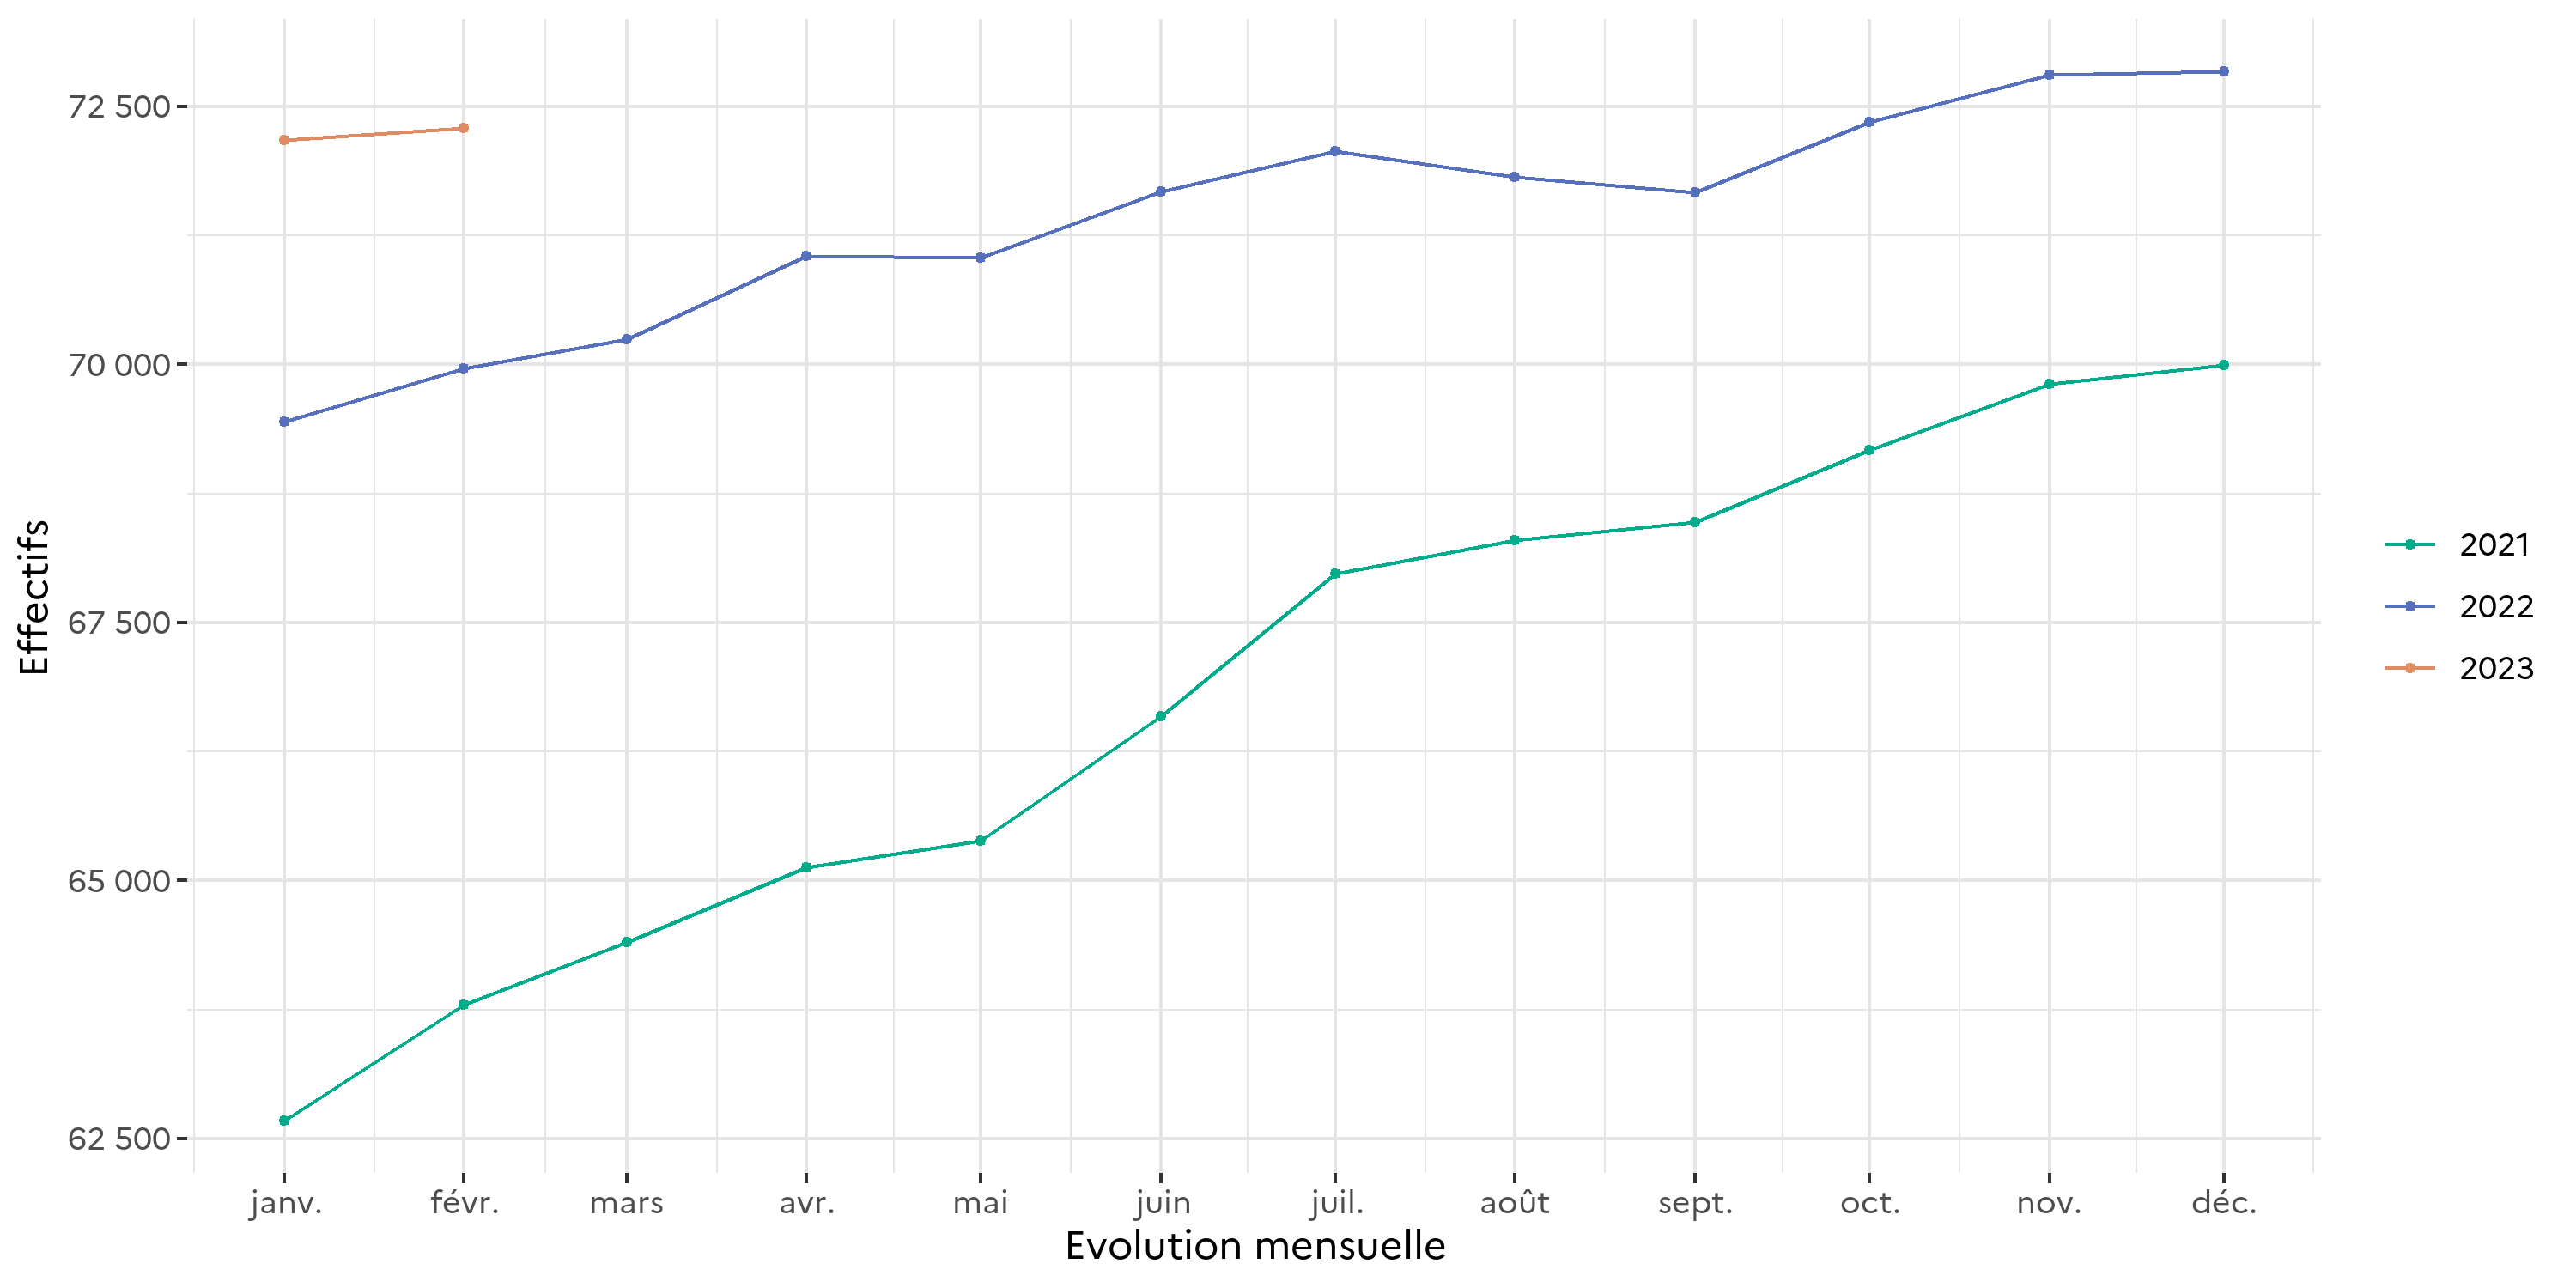 Effectifs
72 500
70 000
67 500
65 000
62 500
janv.
févr.
mars
avr.
mai
juin
juil.
août
sept.
oct.
nov.
déc.
Evolution mensuelle
2021
2022
2023